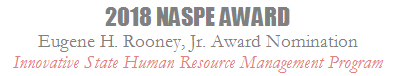 2018 NASPE AWARD
Eugene H. Rooney, Jr. Award Nomination
Innovative State Human Resource Management Program